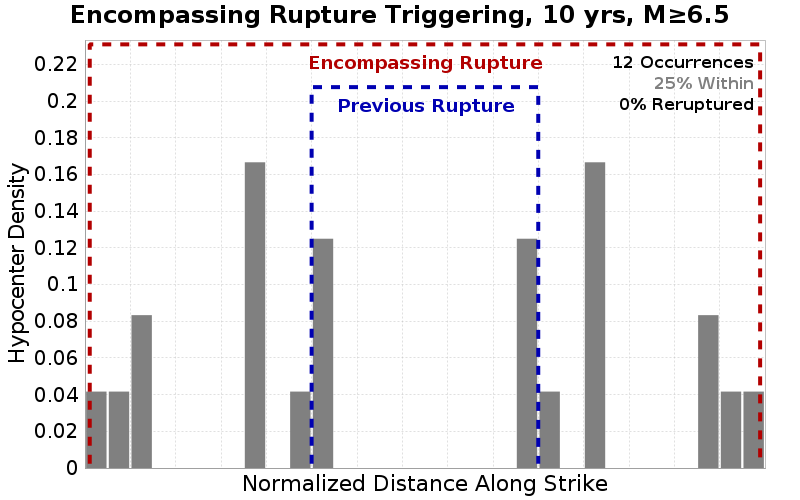 Encompassing Rupture Triggering, 10 yrs, M≥6.5
Encompassing Rupture
12 Occurrences
25% Within
0% Reruptured
Previous Rupture
Hypocenter Density
0.22
0.2
0.18
0.16
0.14
0.12
0.1
0.08
0.06
0.04
0.02
0
Normalized Distance Along Strike